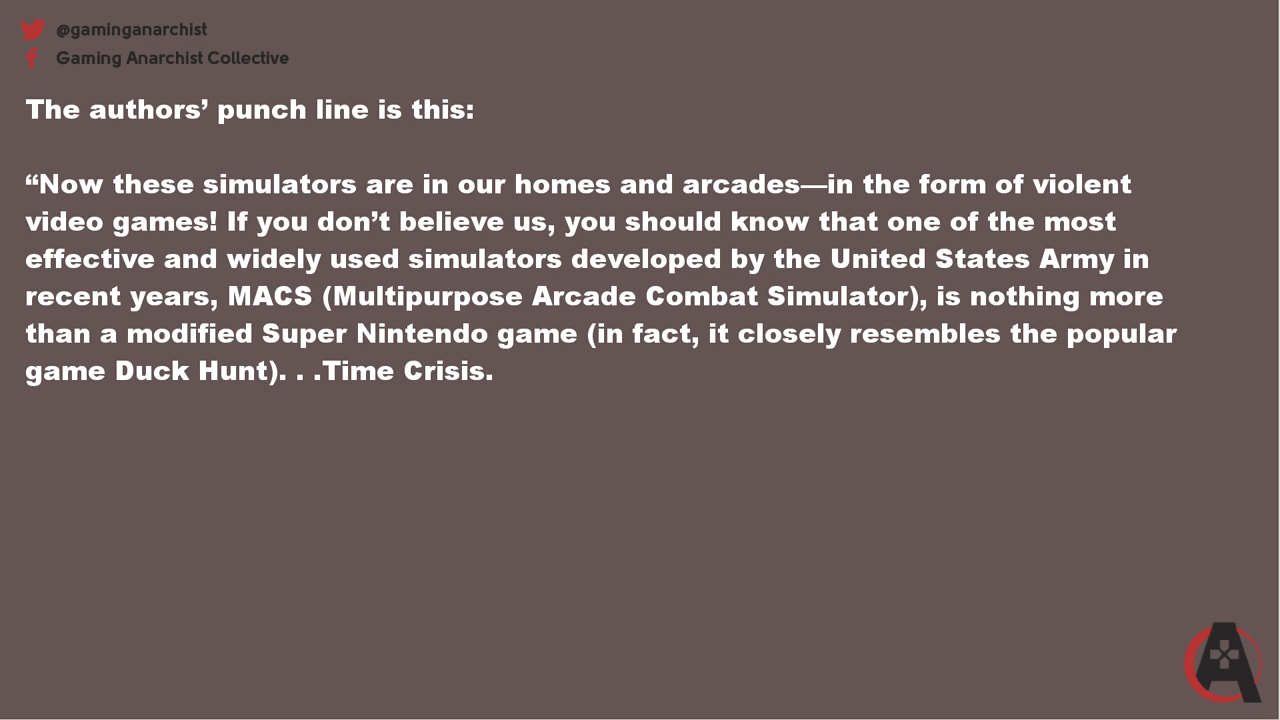 @gaminganarchist
Gaming Anarchist Collective
The authors’ punch line is this:
“Now these simulators are in our homes and arcades—in the form of violent
video games! If you don’t believe us, you should know that one of the most
effective and widely used simulators developed by the United States Army in
recent years, MACS (Multipurpose Arcade Combat Simulator), is nothing more
than a modified Super Nintendo game (in fact, it closely resembles the popular
game Duck Hunt). . .Time Crisis.